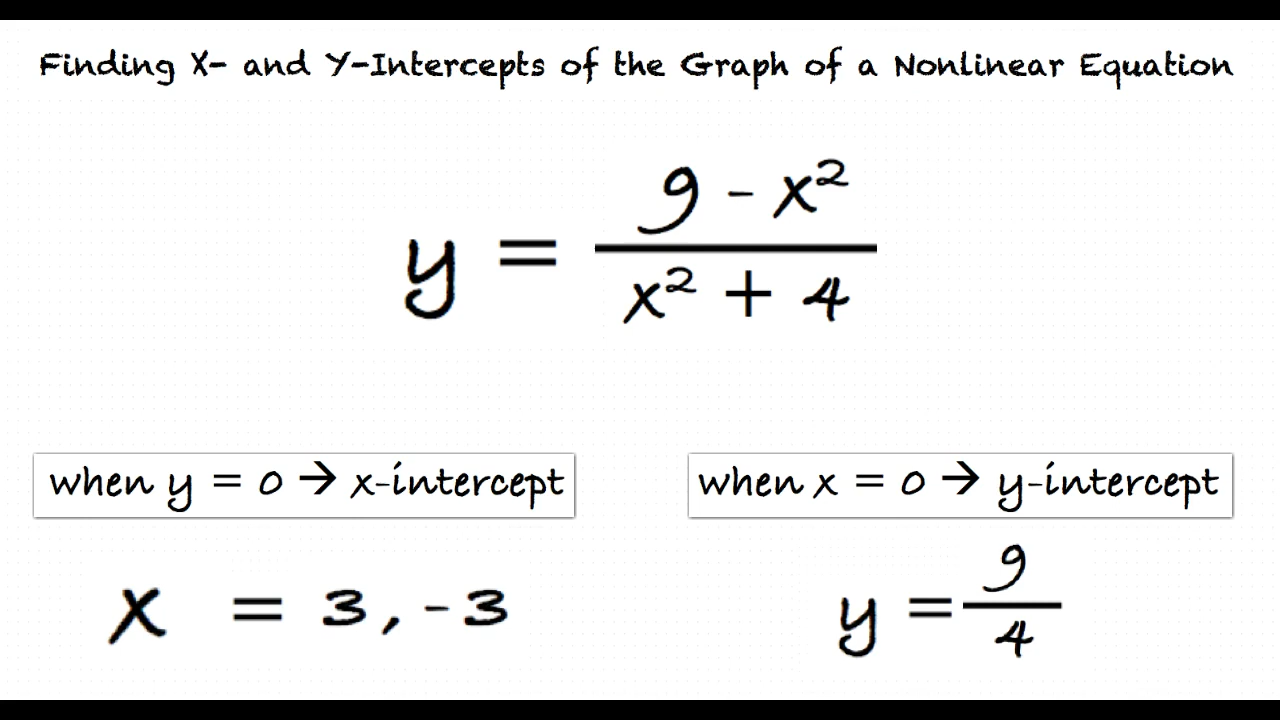 Finding X- and Y-Intercepts of the Graph of a Nonlinear Equation
y = (9 - x²)/(x² + 4)
when y = 0 → x-intercept
x = 3, -3
when x = 0 → y-intercept
y = 9/4